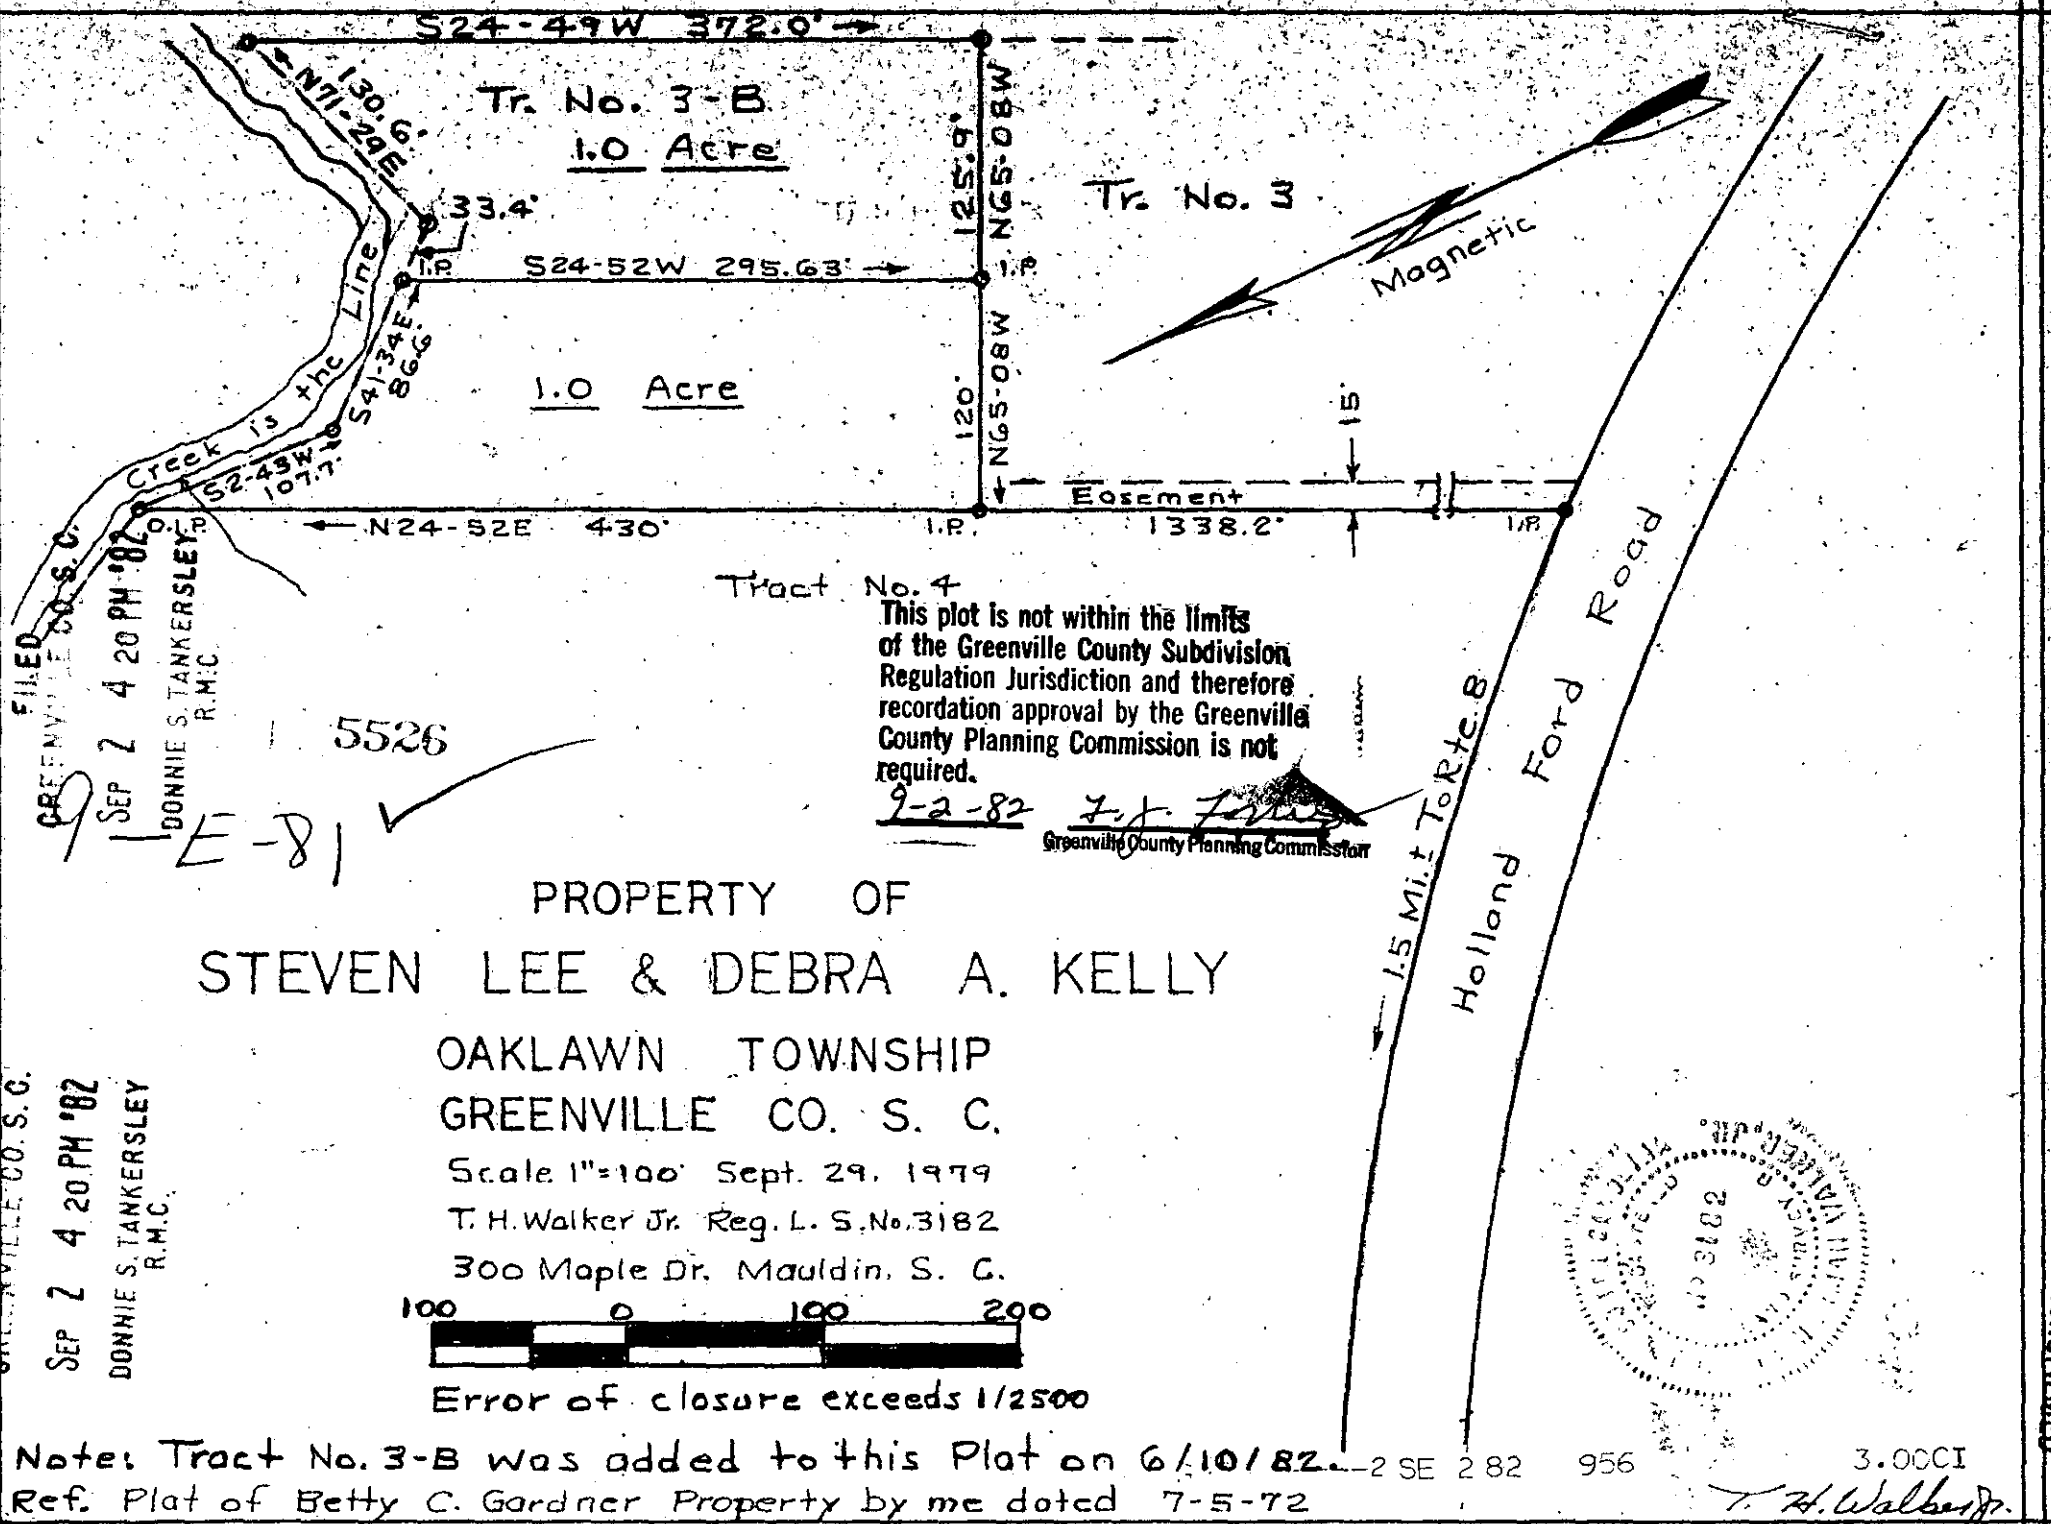 S24-49W 372.0'
N71-29E
130.6'
Tr. No. 3-B
1.0 Acre
125.9'
N65-08W
Tr. No. 3
33.4'
I.P.
S24-52W 295.63'
I.P.
Magnetic
Creek is the Line
S41-34E
86.6'
1.0 Acre
120'
N65-08W
15'
S2-43W
107.7'
Easement
O.I.P.
N24-52E 430'
I.P.
1338.2'
I.P.
Tract No. 4
This plot is not within the limits
of the Greenville County Subdivision
Regulation Jurisdiction and therefore
recordation approval by the Greenville
County Planning Commission is not
required.
9-2-82
Greenville County Planning Commission
FILED
GREENVILLE CO. S. C.
SEP 2 4 20 PM '82
DONNIE S. TANKERSLEY
R.M.C.
5526
9
E-81
1.5 Mi. ± To Rte. 8
Holland Ford Road
PROPERTY OF
STEVEN LEE & DEBRA A. KELLY
OAKLAWN TOWNSHIP
GREENVILLE CO. S. C.
Scale 1"=100' Sept. 29, 1979
T. H. Walker Jr. Reg. L. S. No. 3182
300 Maple Dr. Mauldin, S. C.
100 0 100 200
Error of closure exceeds 1/2500
GREENVILLE CO. S. C.
SEP 2 4 20 PM '82
DONNIE S. TANKERSLEY
R.M.C.
WALKER, JR.
3182
Note: Tract No. 3-B was added to this Plat on 6/10/82.
-2 SE 2 82 956 3.00CI
Ref. Plat of Betty C. Gardner Property by me dated 7-5-72
T. H. Walker Jr.